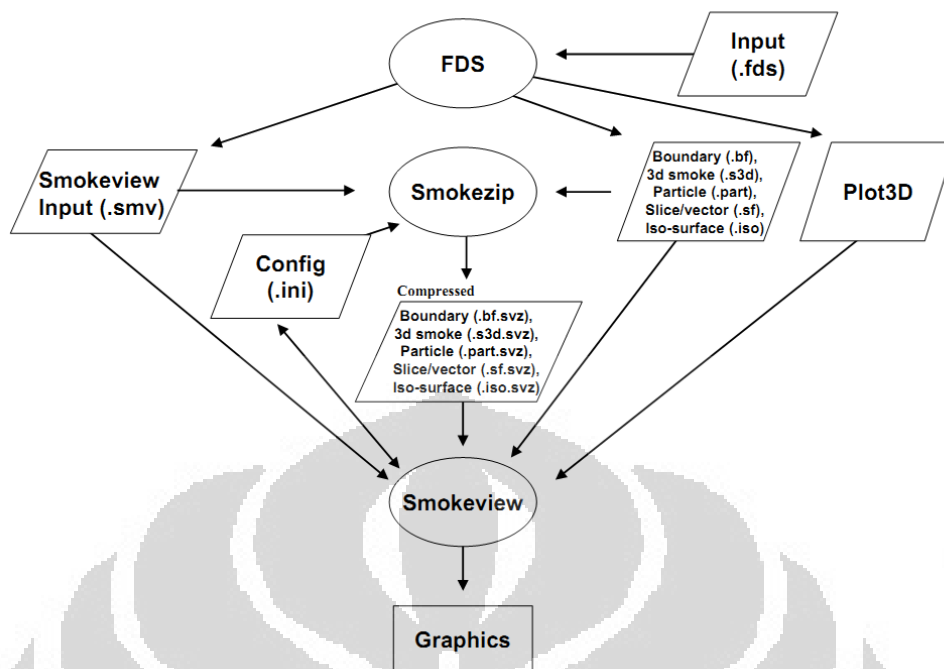 FDS
Input
(.fds)
Smokeview
Input (.smv)
Smokezip
Boundary (.bf),
3d smoke (.s3d),
Particle (.part),
Slice/vector (.sf),
Iso-surface (.iso)
Plot3D
Config
(.ini)
Compressed
Boundary (.bf.svz),
3d smoke (.s3d.svz),
Particle (.part.svz),
Slice/vector (.sf.svz),
Iso-surface (.iso.svz)
Smokeview
Graphics